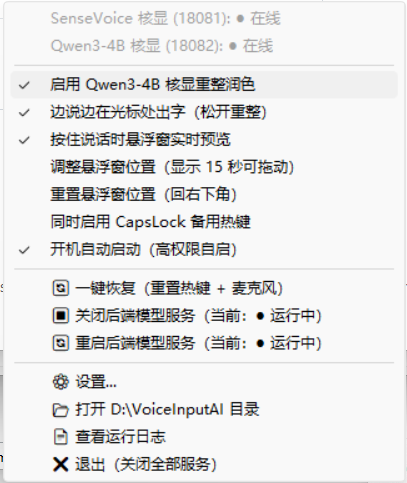 SenseVoice 核显 (18081): ● 在线
Qwen3-4B 核显 (18082): ● 在线
✓ 启用 Qwen3-4B 核显重整润色
✓ 边说边在光标处出字（松开重整）
✓ 按住说话时悬浮窗实时预览
调整悬浮窗位置（显示 15 秒可拖动）
重置悬浮窗位置（回右下角）
同时启用 CapsLock 备用热键
✓ 开机自动启动（高权限自启）
一键恢复（重置热键 + 麦克风）
关闭后端模型服务（当前：● 运行中）
重启后端模型服务（当前：● 运行中）
设置...
打开 D:\VoiceInputAI 目录
查看运行日志
退出（关闭全部服务）